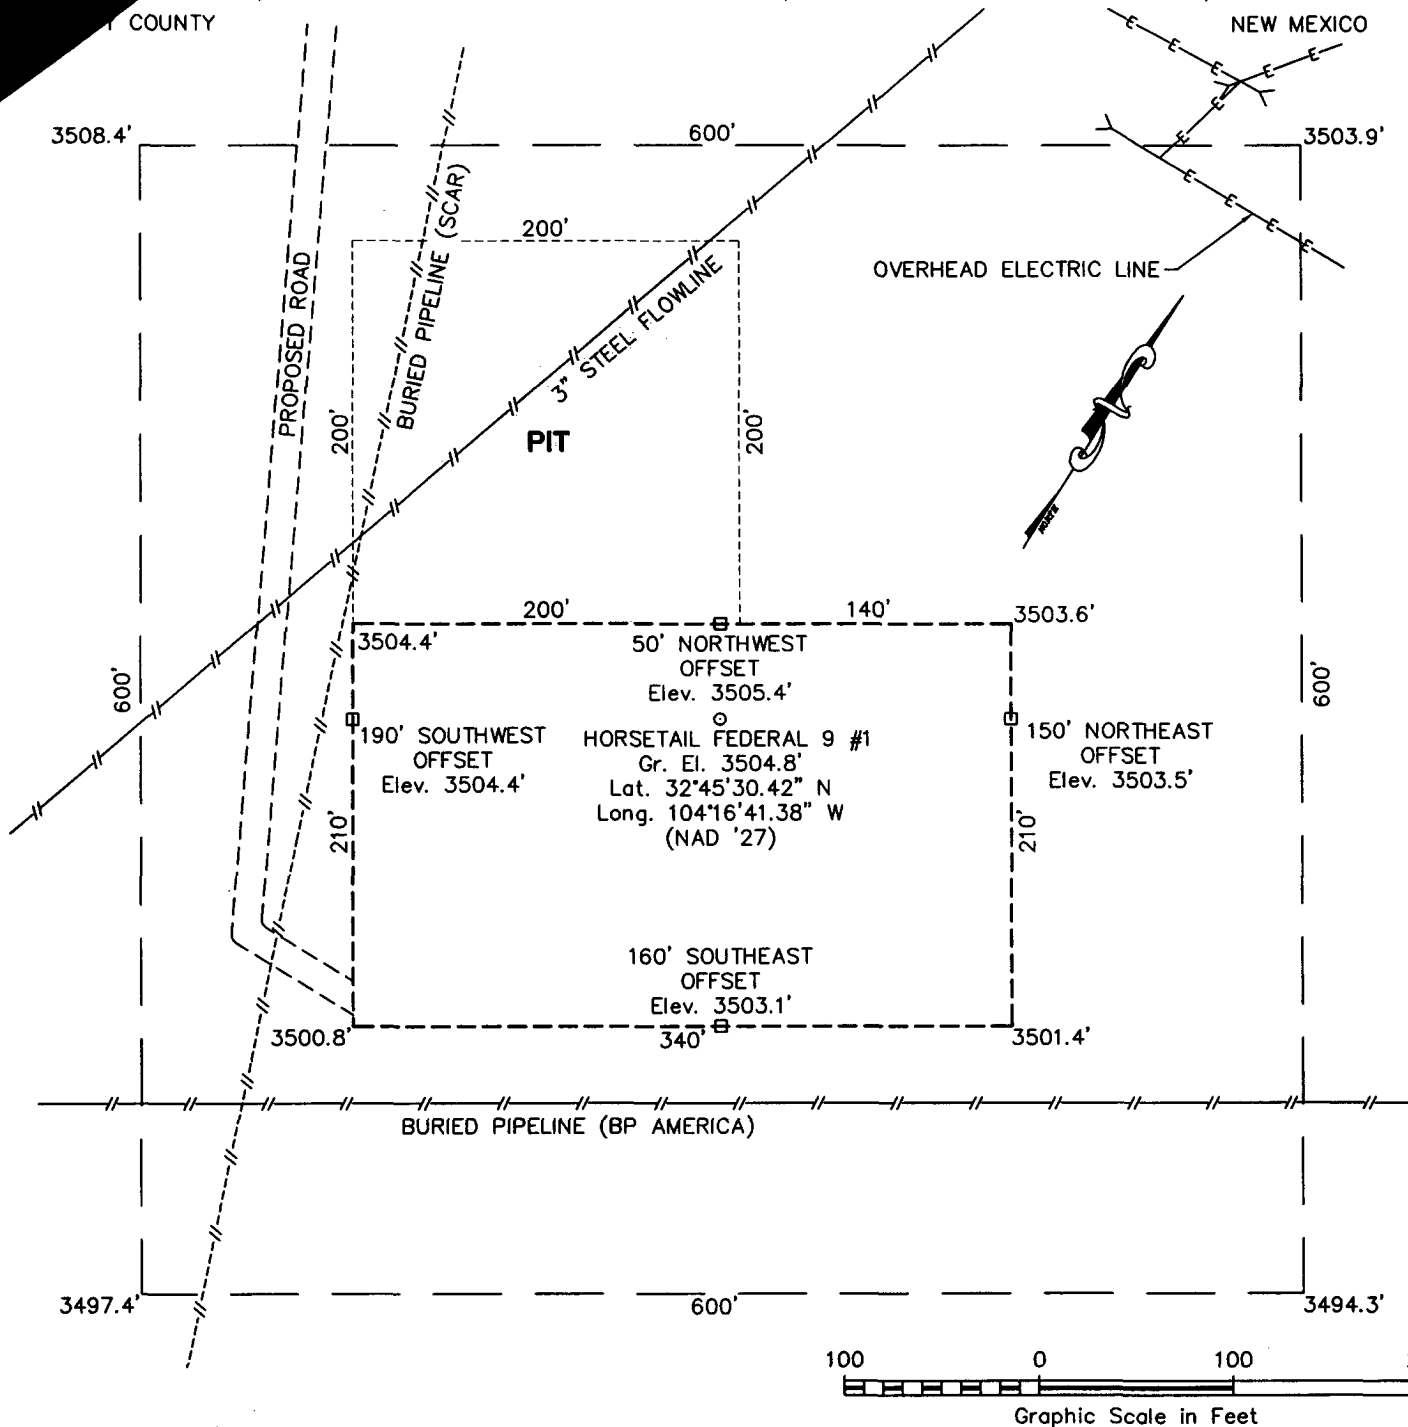 COUNTY
NEW MEXICO
3508.4'
600'
3503.9'
200'
OVERHEAD ELECTRIC LINE
PROPOSED ROAD
BURIED PIPELINE (SCAR)
3" STEEL FLOWLINE
200'
PIT
200'
NORTH
200'
140'
3503.6'
3504.4'
50' NORTHWEST
OFFSET
Elev. 3505.4'
600'
600'
190' SOUTHWEST
OFFSET
Elev. 3504.4'
HORSETAIL FEDERAL 9 #1
Gr. El. 3504.8'
Lat. 32°45'30.42" N
Long. 104°16'41.38" W
(NAD '27)
150' NORTHEAST
OFFSET
Elev. 3503.5'
210'
210'
160' SOUTHEAST
OFFSET
Elev. 3503.1'
3500.8'
340'
3501.4'
BURIED PIPELINE (BP AMERICA)
3497.4'
600'
3494.3'
100 0 100
Graphic Scale in Feet